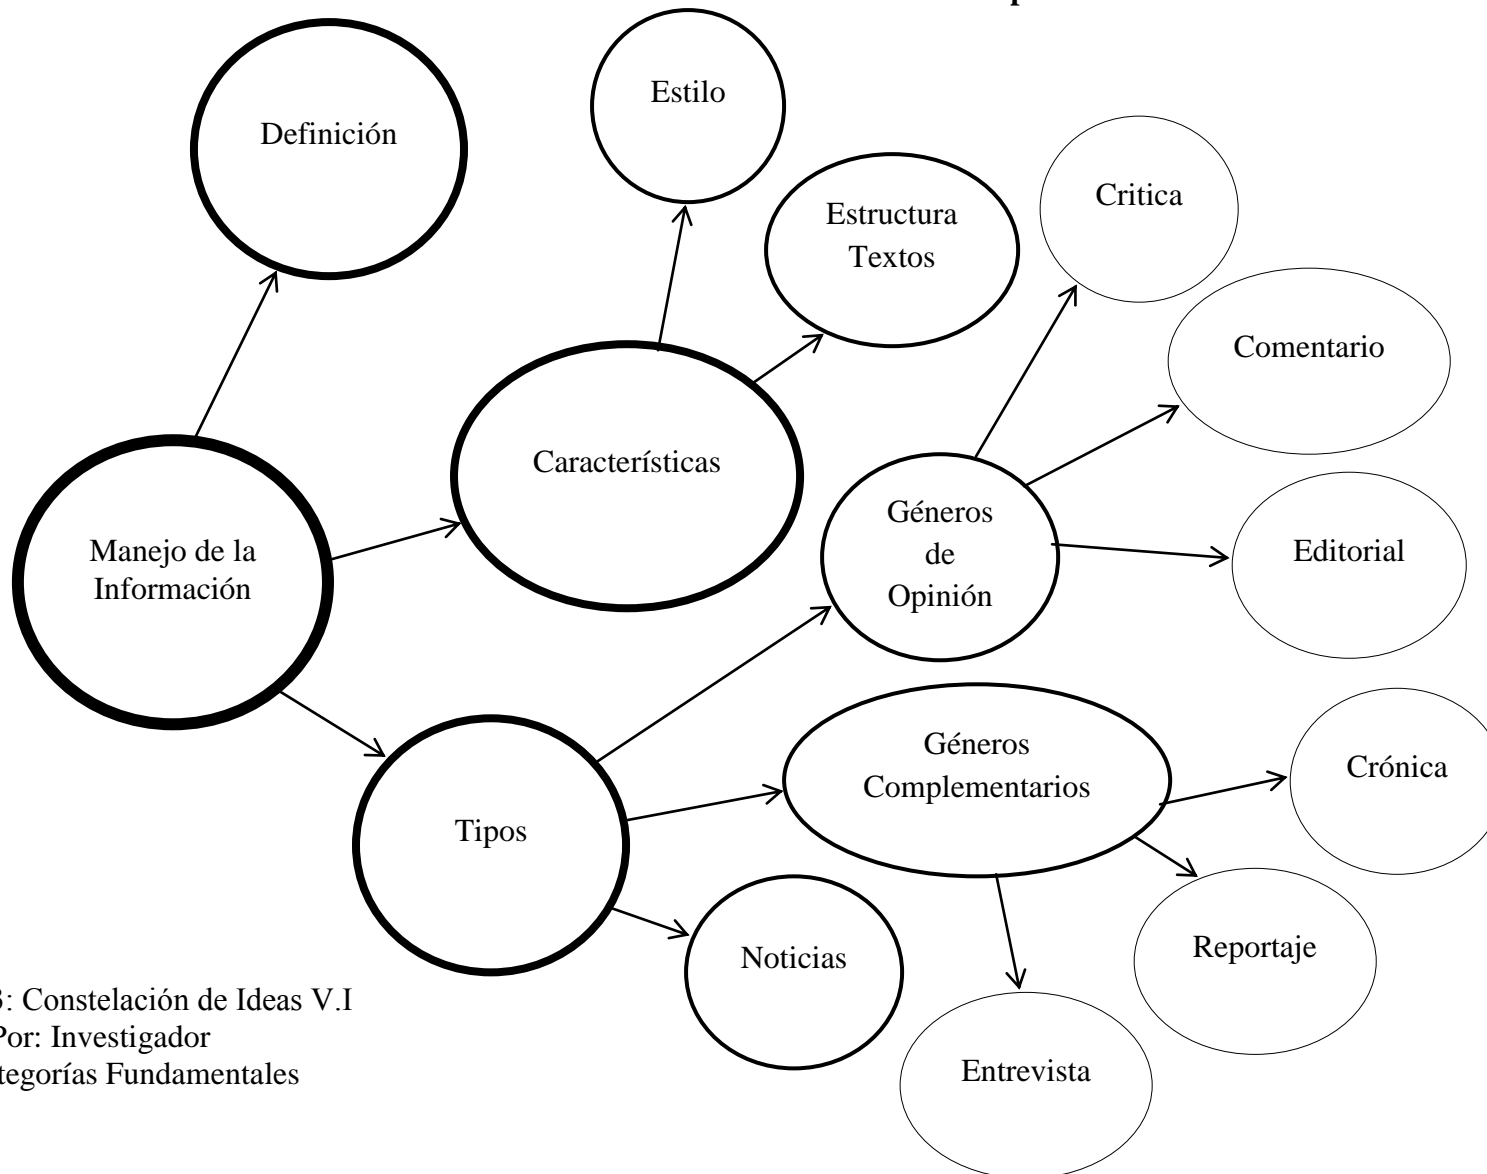 Estilo
Definición
Critica
Estructura
Textos
Comentario
Características
Géneros
de
Opinión
Editorial
Manejo de la
Información
Géneros
Complementarios
Crónica
Tipos
Reportaje
Noticias
Entrevista
3: Constelación de Ideas V.I
Por: Investigador
tegorías Fundamentales